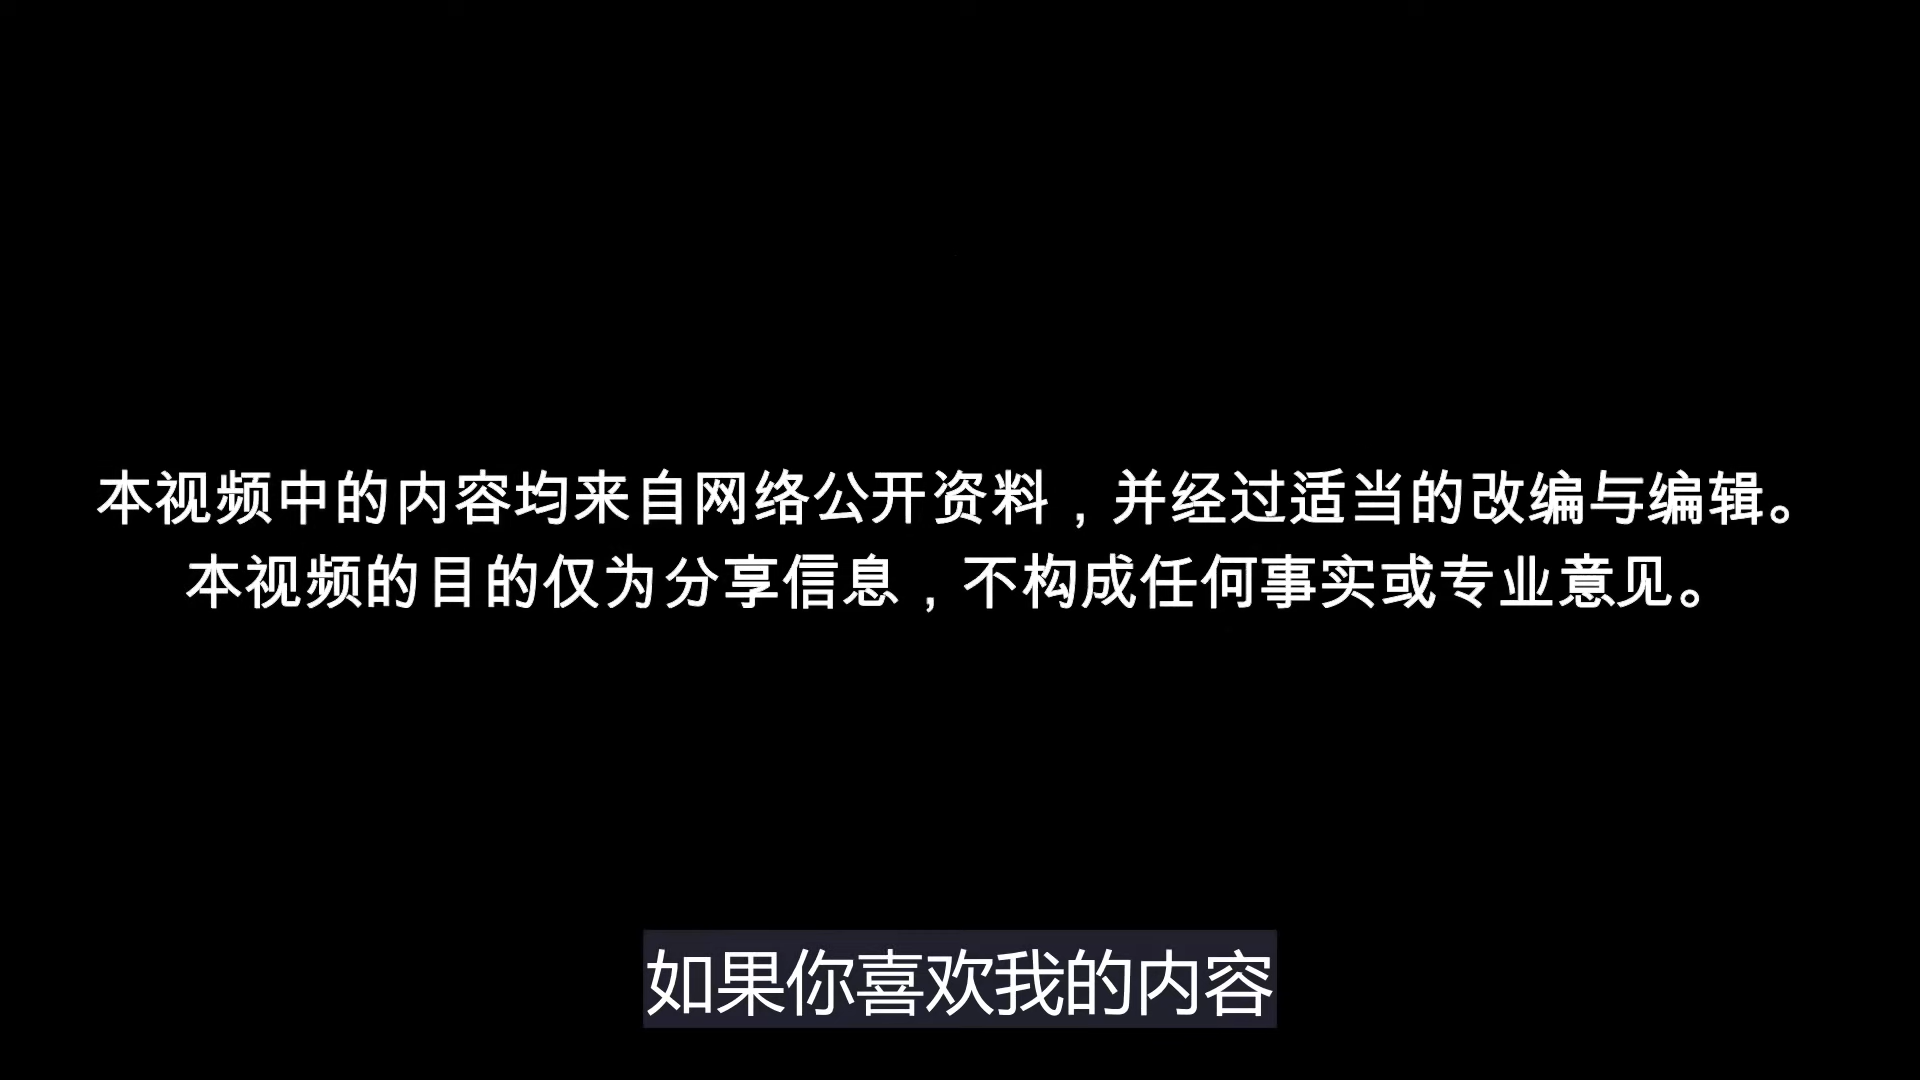 本视频中的内容均来自网络公开资料，并经过适当的改编与编辑。
本视频的目的仅为分享信息，不构成任何事实或专业意见。
如果你喜欢我的内容